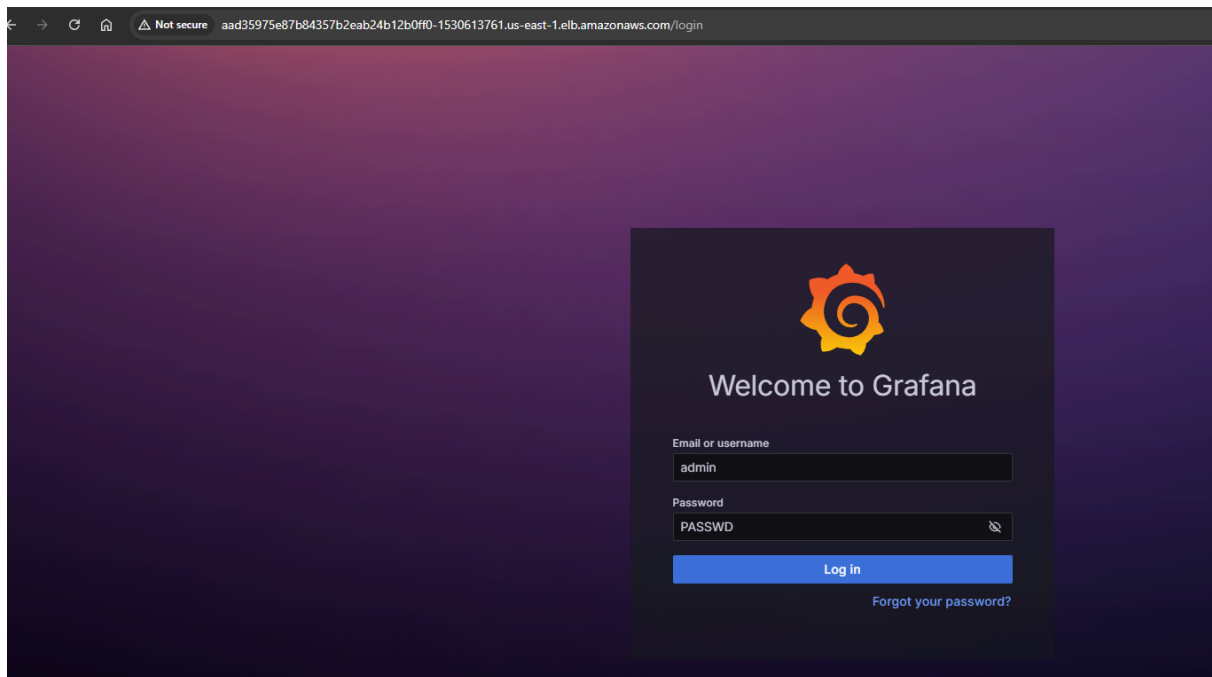 Not secure aad35975e87b84357b2eab24b12b0ff0-1530613761.us-east-1.elb.amazonaws.com/login
Welcome to Grafana
Email or username
admin
Password
PASSWD
Log in
Forgot your password?